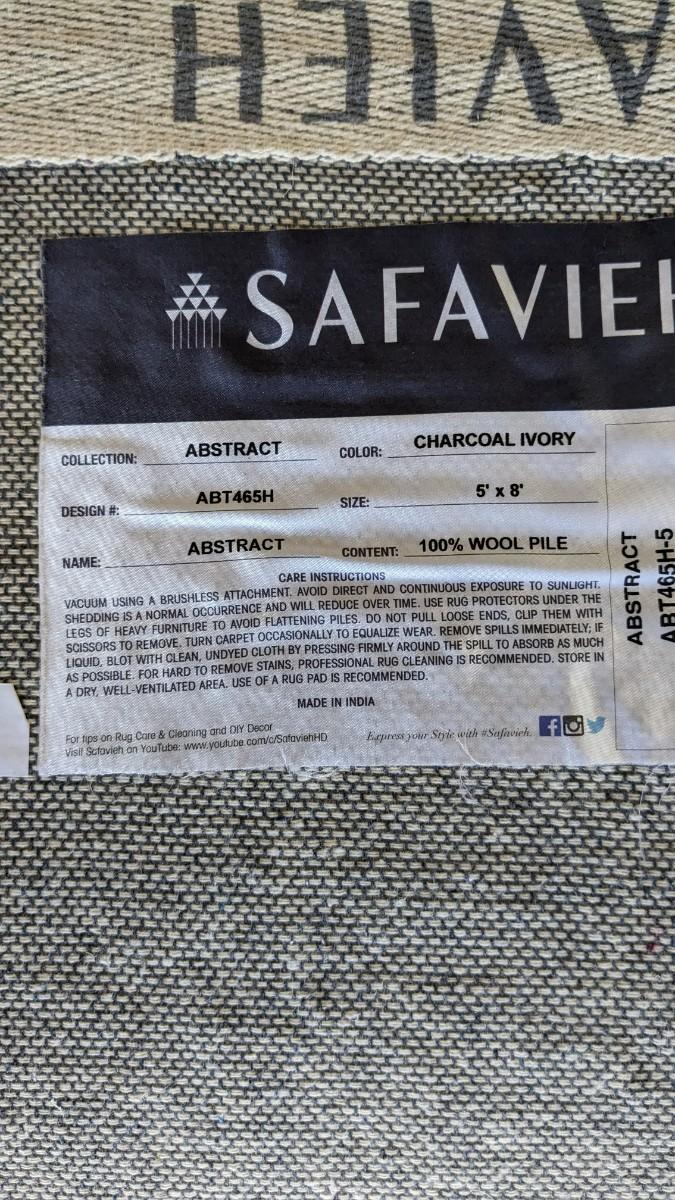 SAFAVIEH
COLLECTION: ABSTRACT COLOR: CHARCOAL IVORY
DESIGN #: ABT465H SIZE: 5' x 8'
NAME: ABSTRACT CONTENT: 100% WOOL PILE
CARE INSTRUCTIONS
VACUUM USING A BRUSHLESS ATTACHMENT. AVOID DIRECT AND CONTINUOUS EXPOSURE TO SUNLIGHT.
SHEDDING IS A NORMAL OCCURRENCE AND WILL REDUCE OVER TIME. USE RUG PROTECTORS UNDER THE
LEGS OF HEAVY FURNITURE TO AVOID FLATTENING PILES. DO NOT PULL LOOSE ENDS, CLIP THEM WITH
SCISSORS TO REMOVE. TURN CARPET OCCASIONALLY TO EQUALIZE WEAR. REMOVE SPILLS IMMEDIATELY; IF
LIQUID, BLOT WITH CLEAN, UNDYED CLOTH BY PRESSING FIRMLY AROUND THE SPILL TO ABSORB AS MUCH
AS POSSIBLE. FOR HARD TO REMOVE STAINS, PROFESSIONAL RUG CLEANING IS RECOMMENDED. STORE IN
A DRY, WELL-VENTILATED AREA. USE OF A RUG PAD IS RECOMMENDED.
MADE IN INDIA
For tips on Rug Care & Cleaning and DIY Decor
Visit Safavieh on YouTube: www.youtube.com/c/SafaviehHD
Express your Style with #Safavieh.
ABSTRACT
ABT465H-5